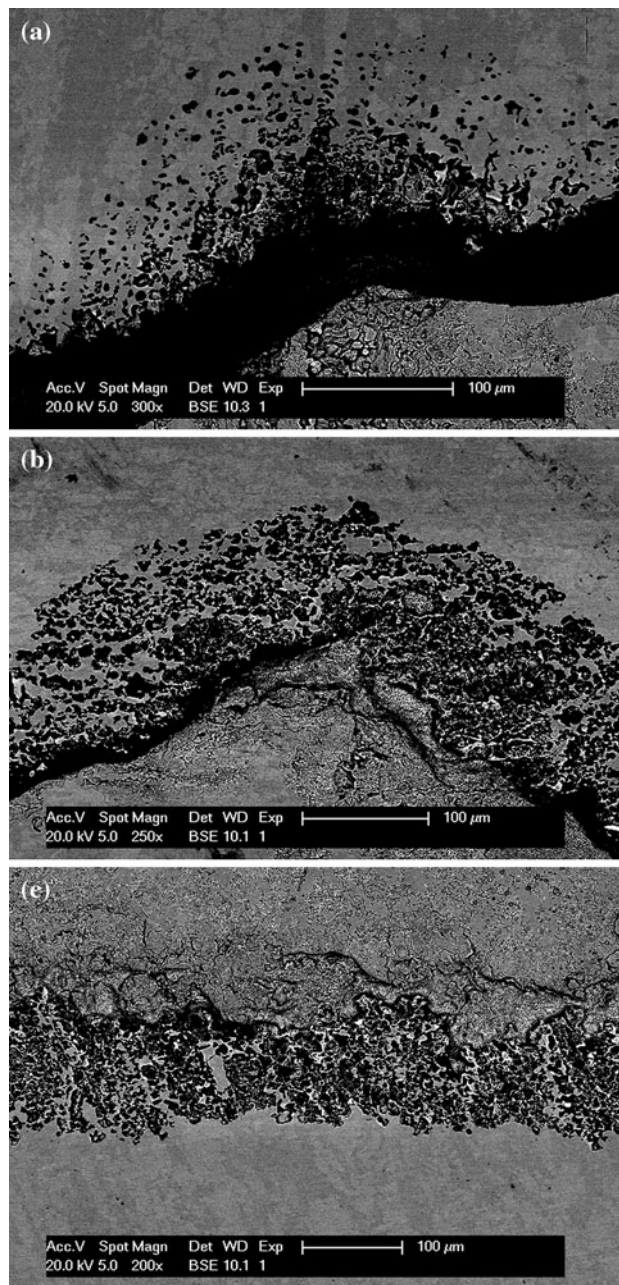 (a)
Acc.V Spot Magn Det WD Exp 100 μm
20.0 kV 5.0 300x BSE 10.3 1
(b)
Acc.V Spot Magn Det WD Exp 100 μm
20.0 kV 5.0 250x BSE 10.1 1
(e)
Acc.V Spot Magn Det WD Exp 100 μm
20.0 kV 5.0 200x BSE 10.1 1